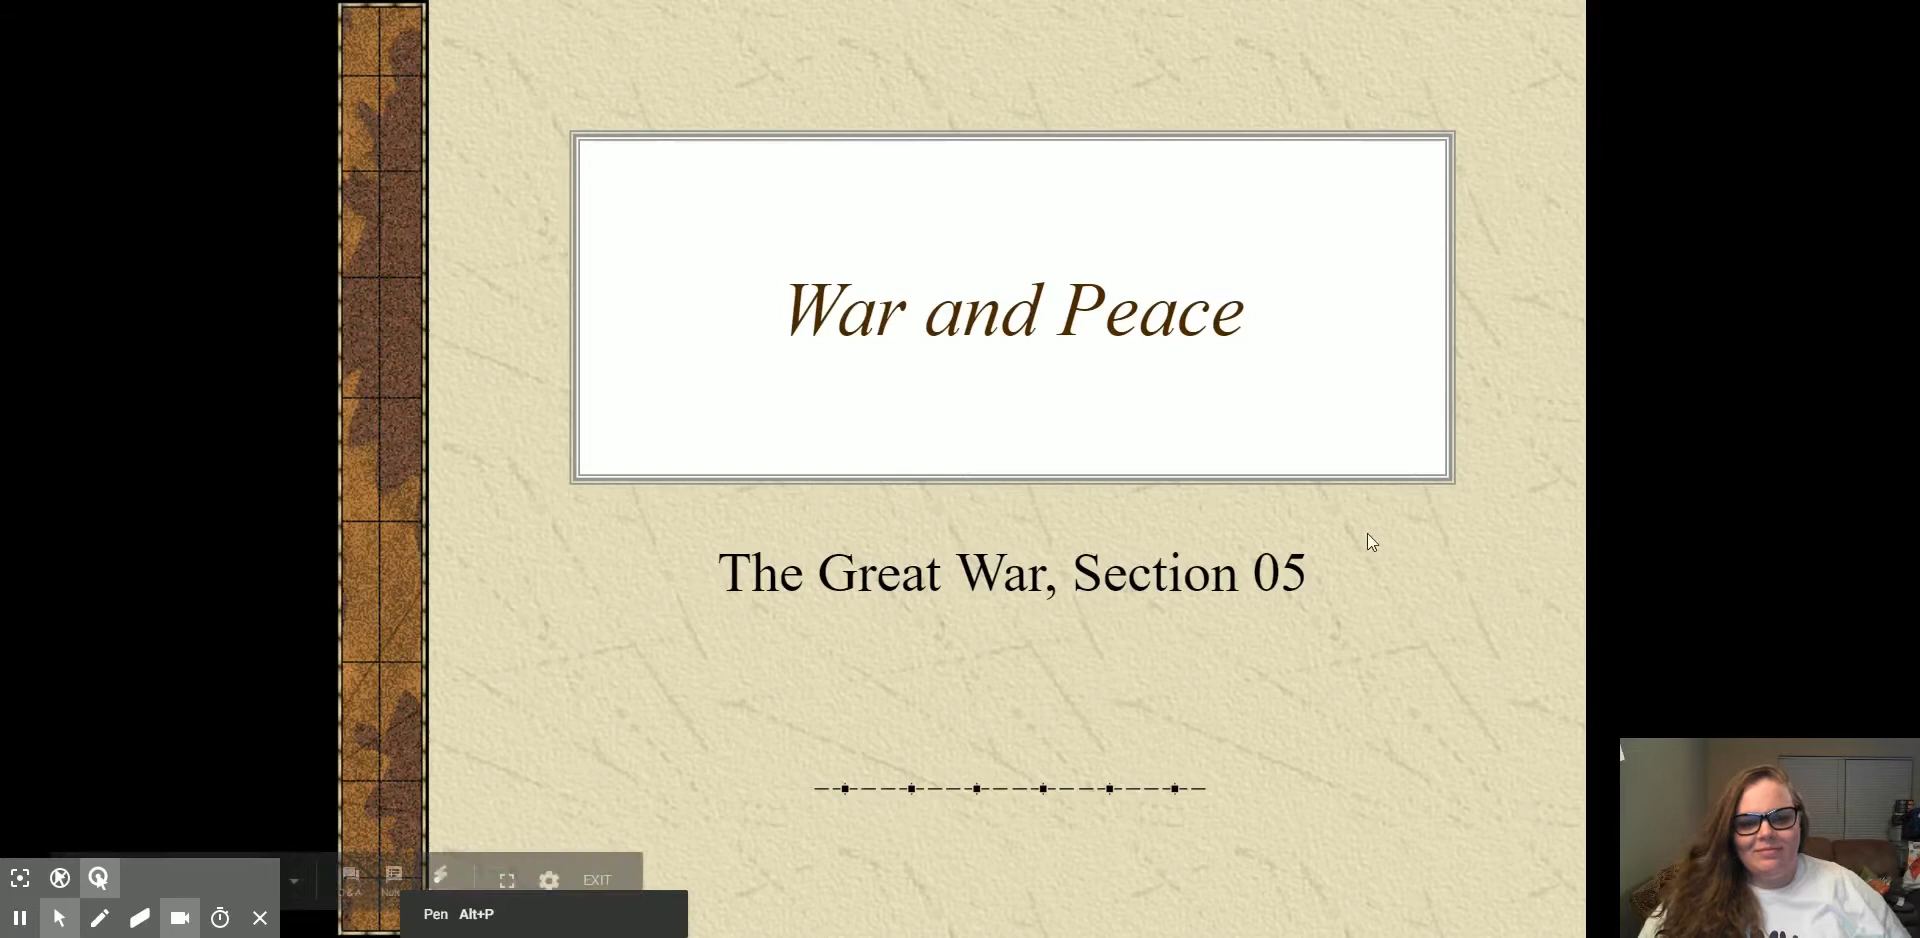 War and Peace
The Great War, Section 05
EXIT
Pen Alt+P